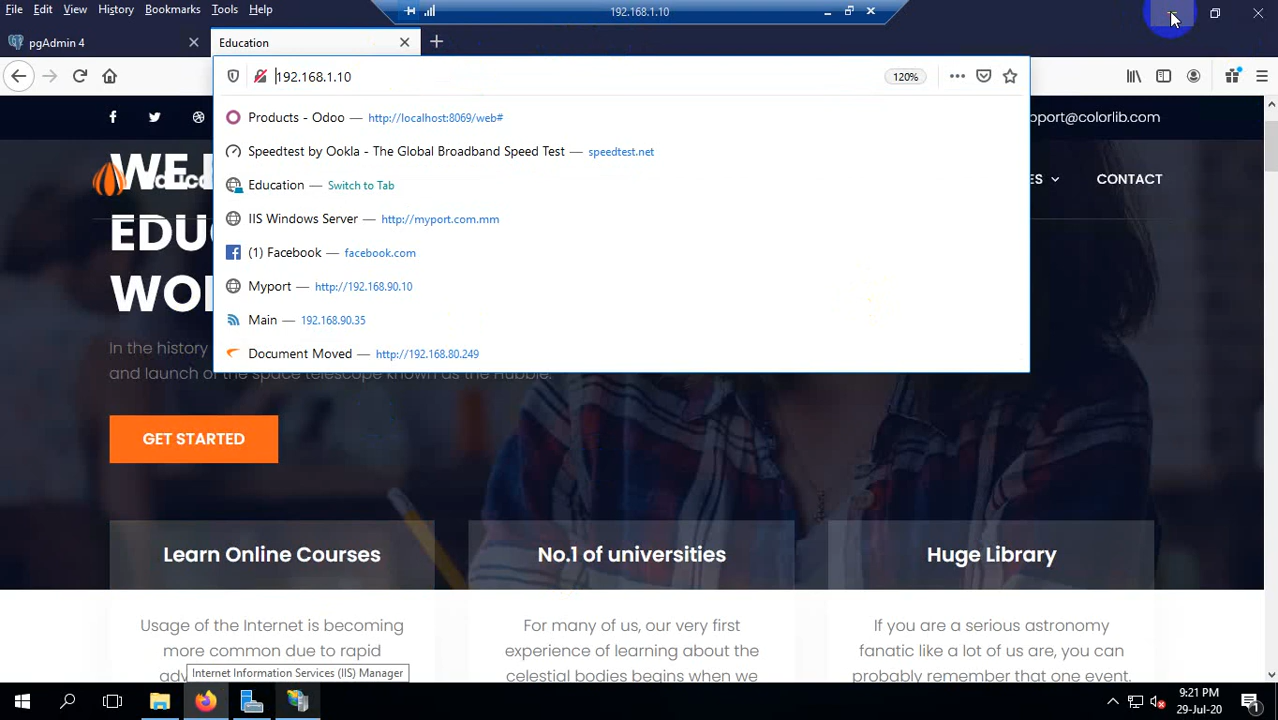 File Edit View History Bookmarks Tools Help
192.168.1.10
pgAdmin 4
Education
192.168.1.10
120%
Products - Odoo — http://localhost:8069/web#
Speedtest by Ookla - The Global Broadband Speed Test — speedtest.net
Education — Switch to Tab
IIS Windows Server — http://myport.com.mm
(1) Facebook — facebook.com
Myport — http://192.168.90.10
Main — 192.168.90.35
Document Moved — http://192.168.80.249
pport@colorlib.com
CONTACT
WE
EDU
WO
In the history
and launch of the space telescope known as the Hubble.
GET STARTED
Learn Online Courses
No.1 of universities
Huge Library
Usage of the Internet is becoming
more common due to rapid
For many of us, our very first
experience of learning about the
celestial bodies begins when we
If you are a serious astronomy
fanatic like a lot of us are, you can
probably remember that one event.
Internet Information Services (IIS) Manager
9:21 PM
29-Jul-20
1